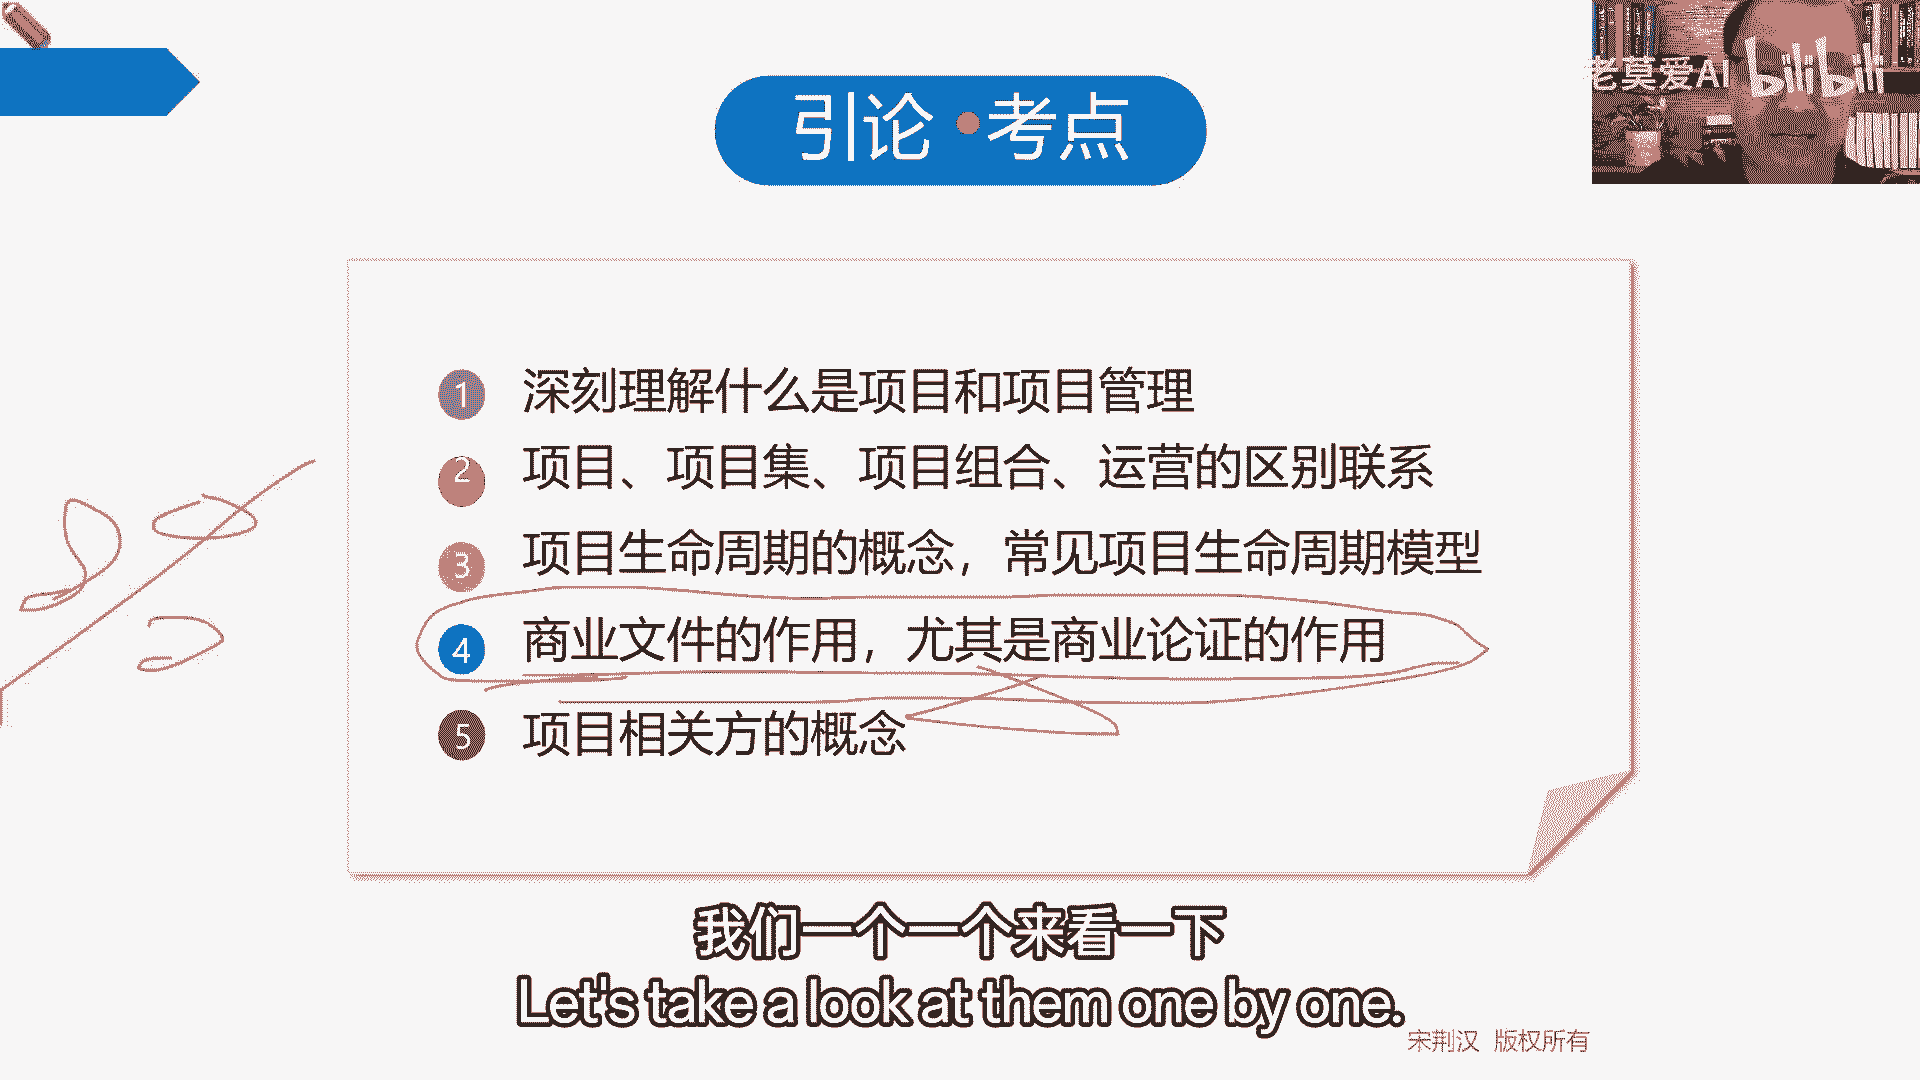 引论·考点
老莫爱AI bilibili
1 深刻理解什么是项目和项目管理
2 项目、项目集、项目组合、运营的区别联系
3 项目生命周期的概念，常见项目生命周期模型
4 商业文件的作用，尤其是商业论证的作用
5 项目相关方的概念
我们一个一个来看一下
Let's take a look at them one by one.
宋荆汉 版权所有